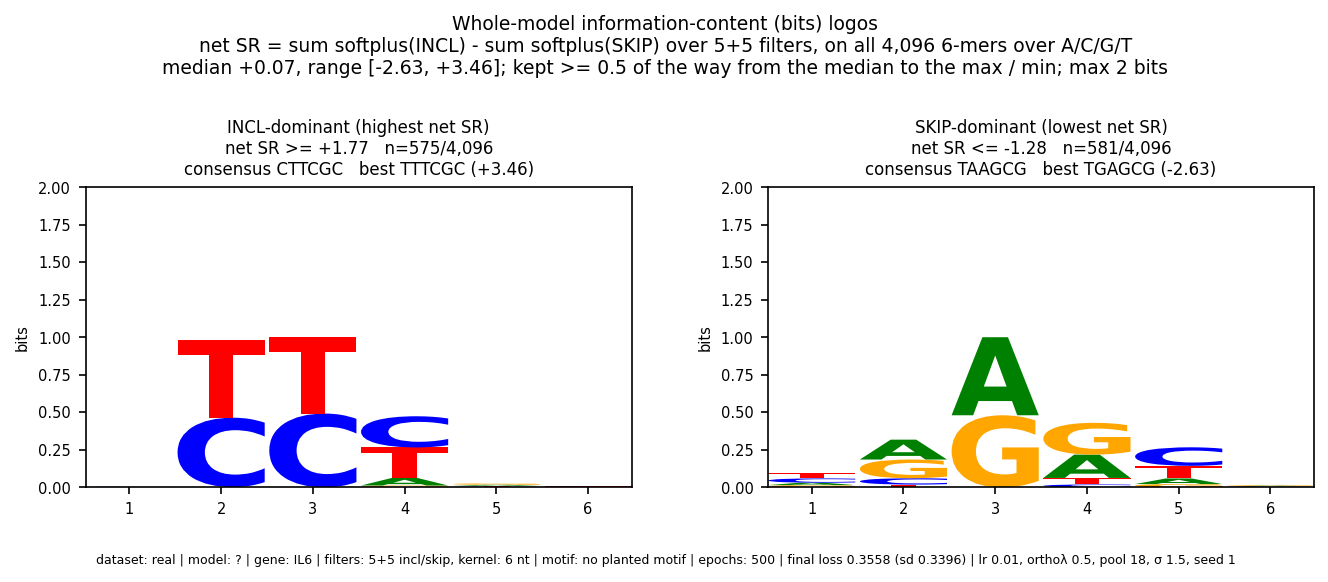 Whole-model information-content (bits) logos
net SR = sum softplus(INCL) - sum softplus(SKIP) over 5+5 filters, on all 4,096 6-mers over A/C/G/T
median +0.07, range [-2.63, +3.46]; kept >= 0.5 of the way from the median to the max / min; max 2 bits
INCL-dominant (highest net SR)
net SR >= +1.77 n=575/4,096
consensus CTTCGC best TTTCGC (+3.46)
2.00
1.75
1.50
1.25
1.00
0.75
0.50
0.25
0.00
bits
T
C
T
C
C
T
A
1 2 3 4 5 6
SKIP-dominant (lowest net SR)
net SR <= -1.28 n=581/4,096
consensus TAAGCG best TGAGCG (-2.63)
2.00
1.75
1.50
1.25
1.00
0.75
0.50
0.25
0.00
bits
T
C
A
A
G
C
A
G
G
A
T
C
T
A
1 2 3 4 5 6
dataset: real | model: ? | gene: IL6 | filters: 5+5 incl/skip, kernel: 6 nt | motif: no planted motif | epochs: 500 | final loss 0.3558 (sd 0.3396) | lr 0.01, orthoλ 0.5, pool 18, σ 1.5, seed 1